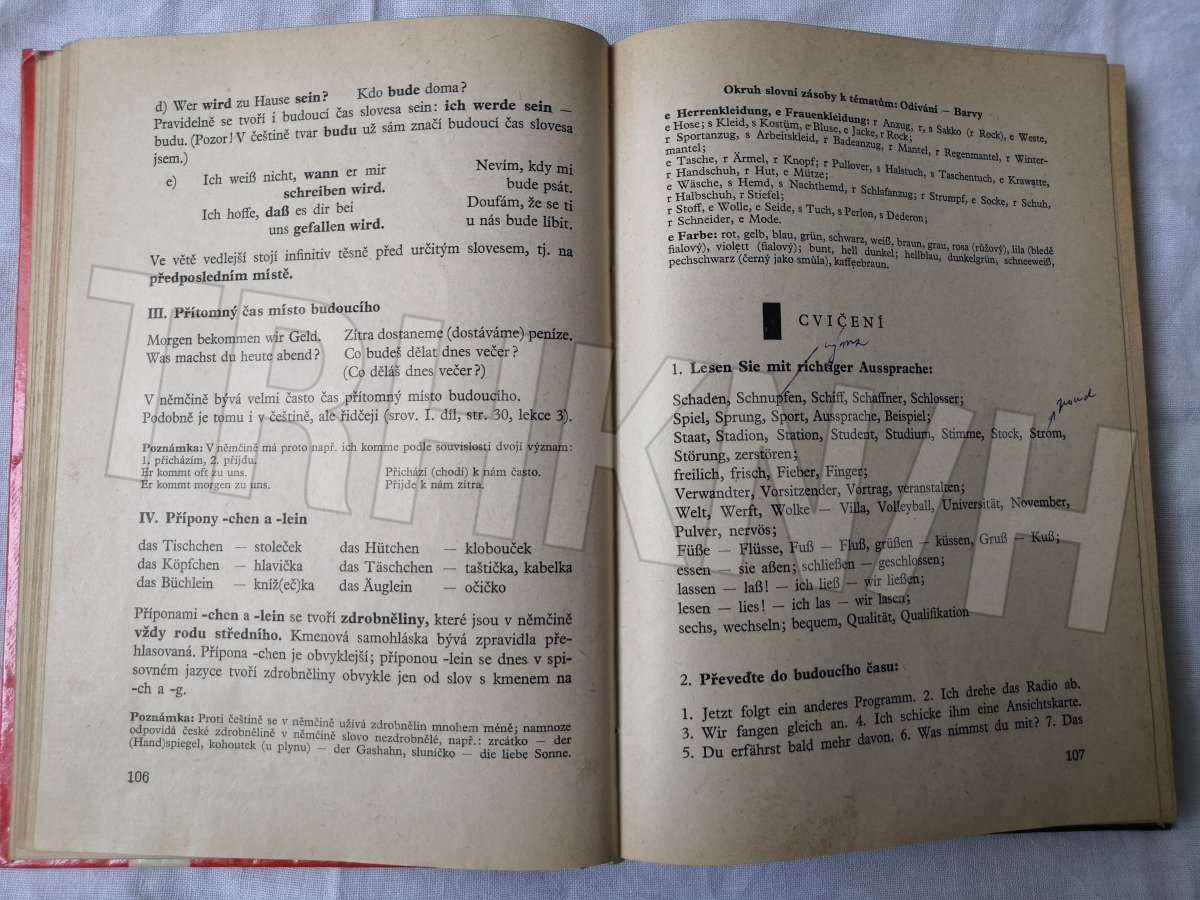 d) Wer wird zu Hause sein? Kdo bude doma?
Pravidelně se tvoří i budoucí čas slovesa sein: ich werde sein —
budu. (Pozor! V češtině tvar budu už sám značí budoucí čas slovesa
jsem.)
e) Ich weiß nicht, wann er mir Nevím, kdy mi
schreiben wird. bude psát.
Ich hoffe, daß es dir bei Doufám, že se ti
uns gefallen wird. u nás bude líbit.
Ve větě vedlejší stojí infinitiv těsně před určitým slovesem, tj. na
předposledním místě.
III. Přítomný čas místo budoucího
Morgen bekommen wir Geld. Zítra dostaneme (dostáváme) peníze.
Was machst du heute abend? Co budeš dělat dnes večer?
(Co děláš dnes večer?)
V němčině bývá velmi často čas přítomný místo budoucího.
Podobně je tomu i v češtině, ale řidčeji (srov. I. díl, str. 30, lekce 3).
Poznámka: V němčině má proto např. ich komme podle souvislosti dvojí význam:
1. přicházím, 2. přijdu.
Er kommt oft zu uns. Přichází (chodí) k nám často.
Er kommt morgen zu uns. Přijde k nám zítra.
IV. Přípony -chen a -lein
das Tischchen — stoleček das Hütchen — klobouček
das Köpfchen — hlavička das Täschchen — taštička, kabelka
das Büchlein — kníž(eč)ka das Äuglein — očičko
Příponami -chen a -lein se tvoří zdrobněliny, které jsou v němčině
vždy rodu středního. Kmenová samohláska bývá zpravidla pře-
hlasovaná. Přípona -chen je obvyklejší; příponou -lein se dnes v spi-
sovném jazyce tvoří zdrobněliny obvykle jen od slov s kmenem na
-ch a -g.
Poznámka: Proti češtině se v němčině užívá zdrobnělin mnohem méně; namnoze
odpovídá české zdrobnělině v němčině slovo nezdrobnělé, např.: zrcátko — der
(Hand)spiegel, kohoutek (u plynu) — der Gashahn, sluníčko — die liebe Sonne.
106
Okruh slovní zásoby k tématům: Odívání — Barvy
e Herrenkleidung, e Frauenkleidung: r Anzug, r, s Sakko (r Rock), e Weste,
e Hose; s Kleid, s Kostüm, e Bluse, e Jacke, r Rock;
r Sportanzug, s Arbeitskleid, r Badeanzug, r Mantel, r Regenmantel, r Winter-
mantel;
e Tasche, r Ärmel, r Knopf; r Pullover, s Halstuch, s Taschentuch, e Krawatte,
r Handschuh, r Hut, e Mütze;
e Wäsche, s Hemd, s Nachthemd, r Schlafanzug; r Strumpf, e Socke, r Schuh,
r Halbschuh, r Stiefel;
r Stoff, e Wolle, e Seide, s Tuch, s Perlon, s Dederon;
r Schneider, e Mode.
e Farbe: rot, gelb, blau, grün, schwarz, weiß, braun, grau, rosa (růžový), lila (bledě
fialový), violett (fialový); bunt, hell dunkel; hellblau, dunkelgrün, schneeweiß,
pechschwarz (černý jako smůla), kaffeebraun.
CVIČENÍ
1. Lesen Sie mit richtiger Aussprache:
Schaden, Schnupfen, Schiff, Schaffner, Schlosser;
Spiel, Sprung, Sport, Aussprache, Beispiel;
proud
Staat, Stadion, Station, Student, Studium, Stimme, Stock, Strom,
Störung, zerstören;
freilich, frisch, Fieber, Finger;
Verwandter, Vorsitzender, Vortrag, veranstalten;
Welt, Werft, Wolke — Villa, Volleyball, Universität, November,
Pulver, nervös;
Füße — Flüsse, Fuß — Fluß, grüßen — küssen, Gruß — Kuß;
essen — sie aßen; schließen — geschlossen;
lassen — laß! — ich ließ — wir ließen;
lesen — lies! — ich las — wir lasen;
sechs, wechseln; bequem, Qualität, Qualifikation
2. Převeďte do budoucího času:
1. Jetzt folgt ein anderes Programm. 2. Ich drehe das Radio ab.
3. Wir fangen gleich an. 4. Ich schicke ihm eine Ansichtskarte.
5. Du erfährst bald mehr davon. 6. Was nimmst du mit? 7. Das
107
TRHKNIH